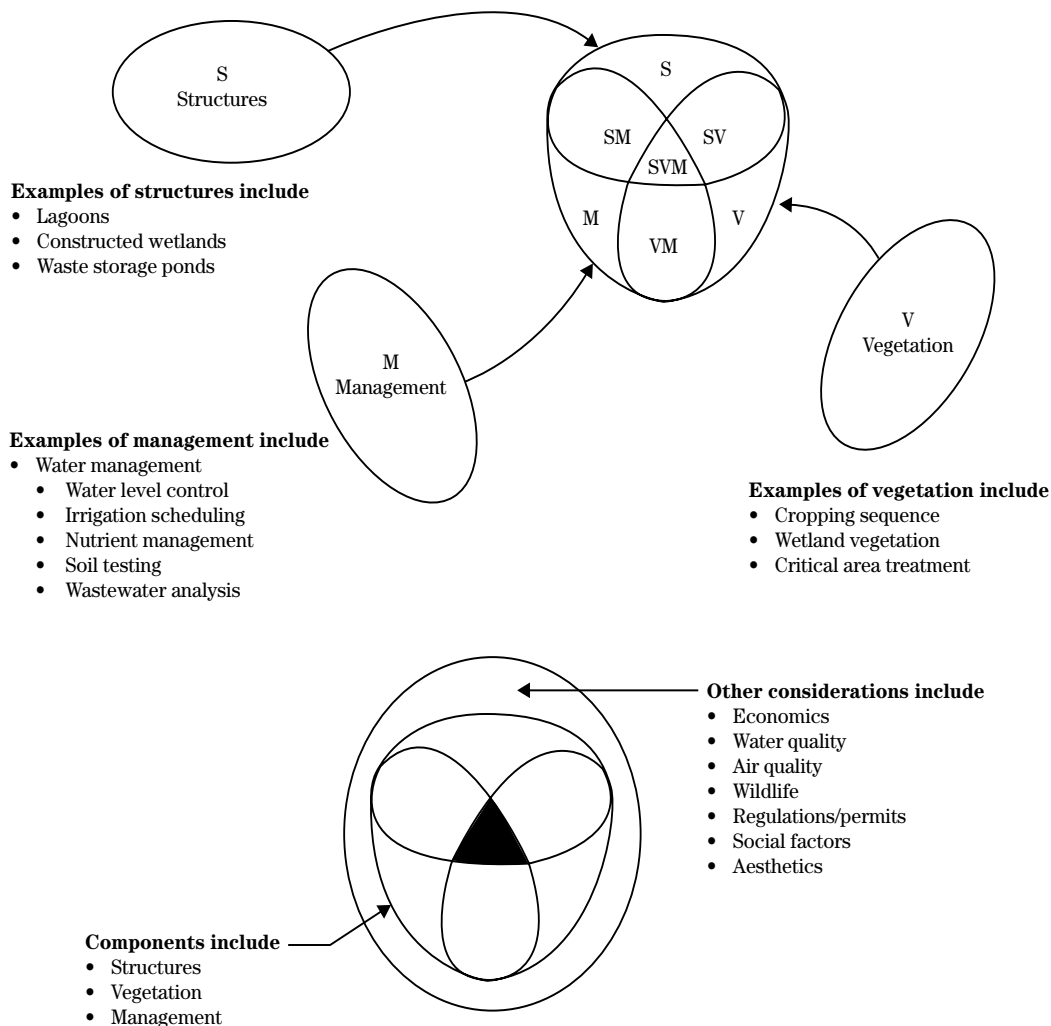 S
Structures
S
SM
SV
SVM
M
V
VM
Examples of structures include
• Lagoons
• Constructed wetlands
• Waste storage ponds
M
Management
V
Vegetation
Examples of management include
• Water management
• Water level control
• Irrigation scheduling
• Nutrient management
• Soil testing
• Wastewater analysis
Examples of vegetation include
• Cropping sequence
• Wetland vegetation
• Critical area treatment
Other considerations include
• Economics
• Water quality
• Air quality
• Wildlife
• Regulations/permits
• Social factors
• Aesthetics
Components include
• Structures
• Vegetation
• Management